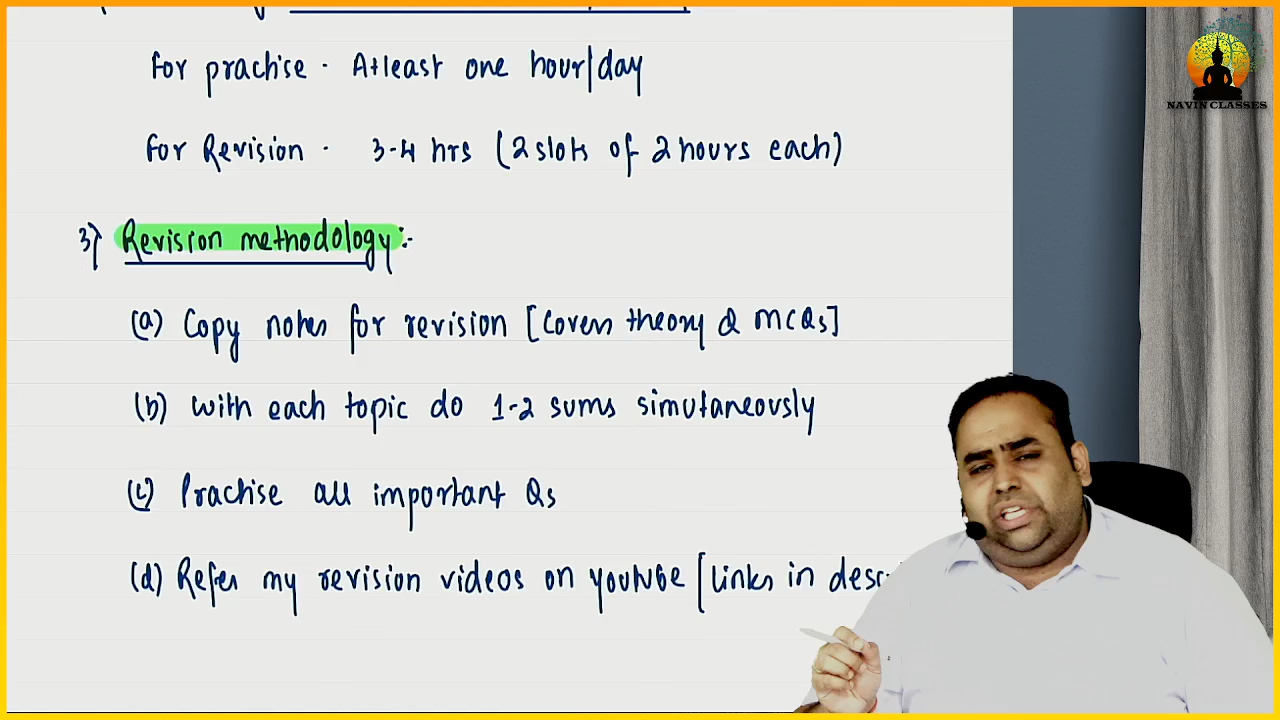 For practise - Atleast one hour/day
For Revision - 3-4 hrs (2 slots of 2 hours each)
3) Revision methodology :-
(a) Copy notes for revision [Covers theory & MCQs]
(b) with each topic do 1-2 sums simutaneously
(c) Practise all important Qs
(d) Refer my revision videos on youtube [links in desc
NAVIN CLASSES